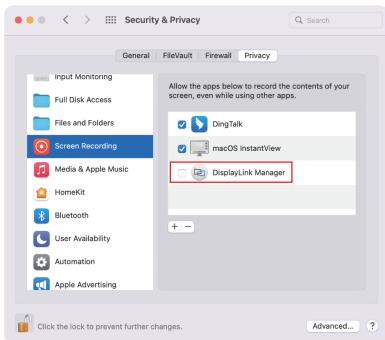 Security & Privacy
Search
General FileVault Firewall Privacy
Input Monitoring
Full Disk Access
Files and Folders
Screen Recording
Media & Apple Music
HomeKit
Bluetooth
User Availability
Automation
Apple Advertising
Allow the apps below to record the contents of your
screen, even while using other apps.
DingTalk
macOS InstantView
DisplayLink Manager
Click the lock to prevent further changes.
Advanced...
?